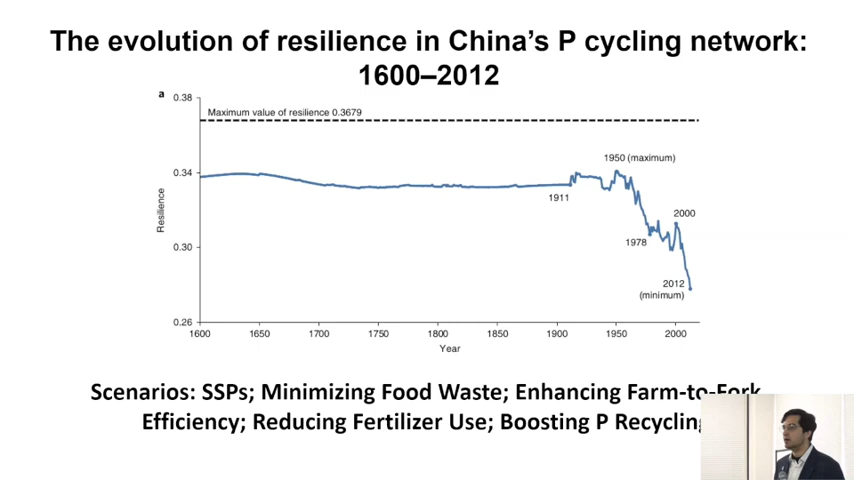 The evolution of resilience in China’s P cycling network:
1600–2012
a
0.38
Maximum value of resilience 0.3679
1950 (maximum)
0.34
1911
Resilience
2000
0.30
1978
2012
(minimum)
0.26
1600 1650 1700 1750 1800 1850 1900 1950 2000
Year
Scenarios: SSPs; Minimizing Food Waste; Enhancing Farm-to-Fork
Efficiency; Reducing Fertilizer Use; Boosting P Recycling